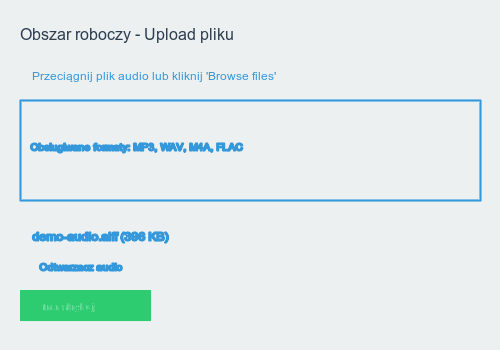 Obszar roboczy - Upload pliku
Przeciągnij plik audio lub kliknij 'Browse files'
Obsługiwane formaty: MP3, WAV, M4A, FLAC
demo-audio.aiff (396 KB)
Odtwarzacz audio